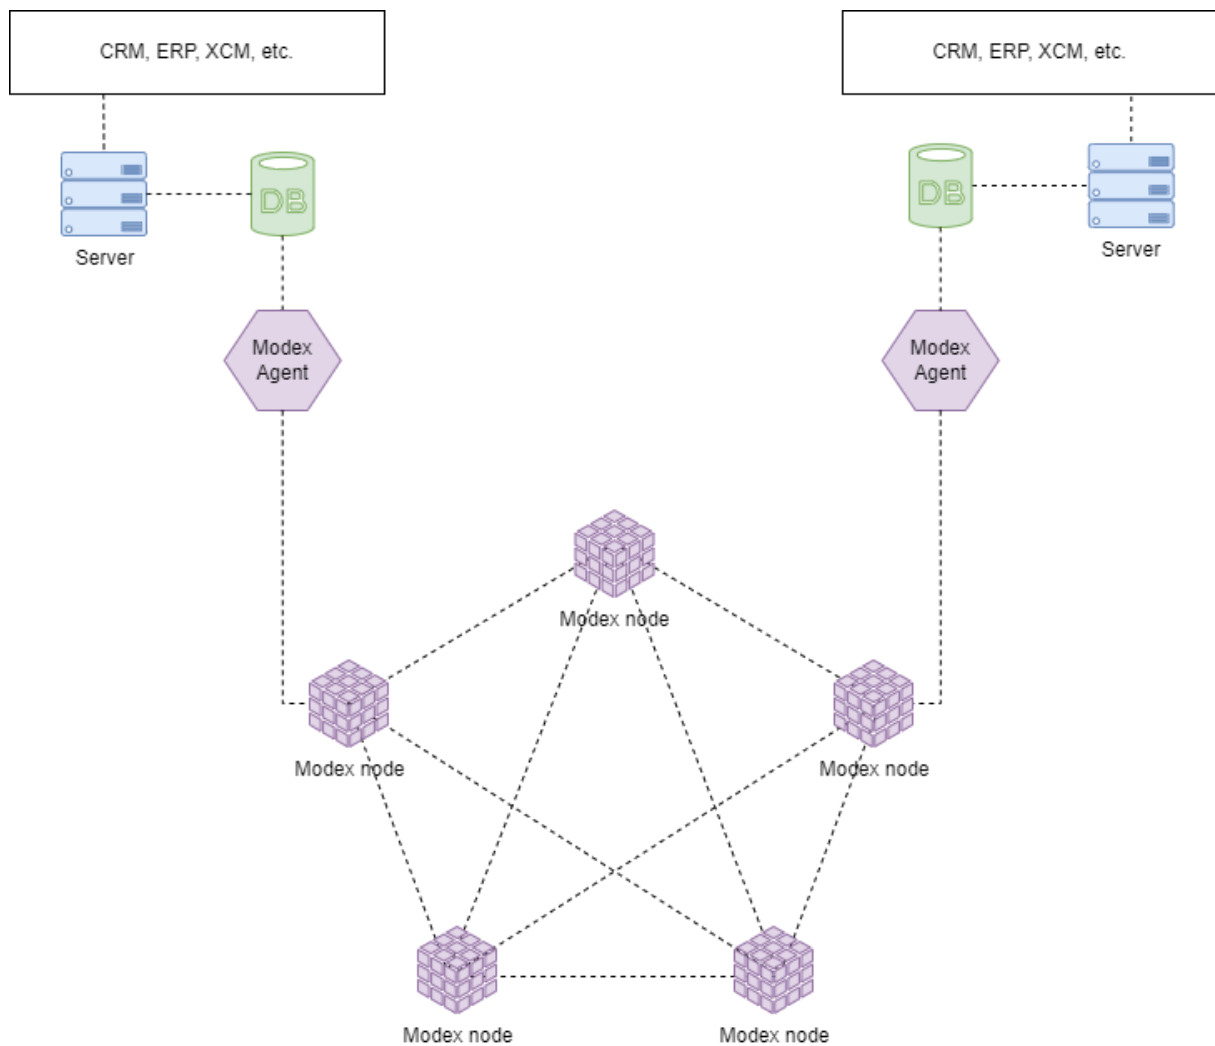 CRM, ERP, XCM, etc.
CRM, ERP, XCM, etc.
DB
DB
Server
Server
Modex
Agent
Modex
Agent
Modex node
Modex node
Modex node
Modex node
Modex node